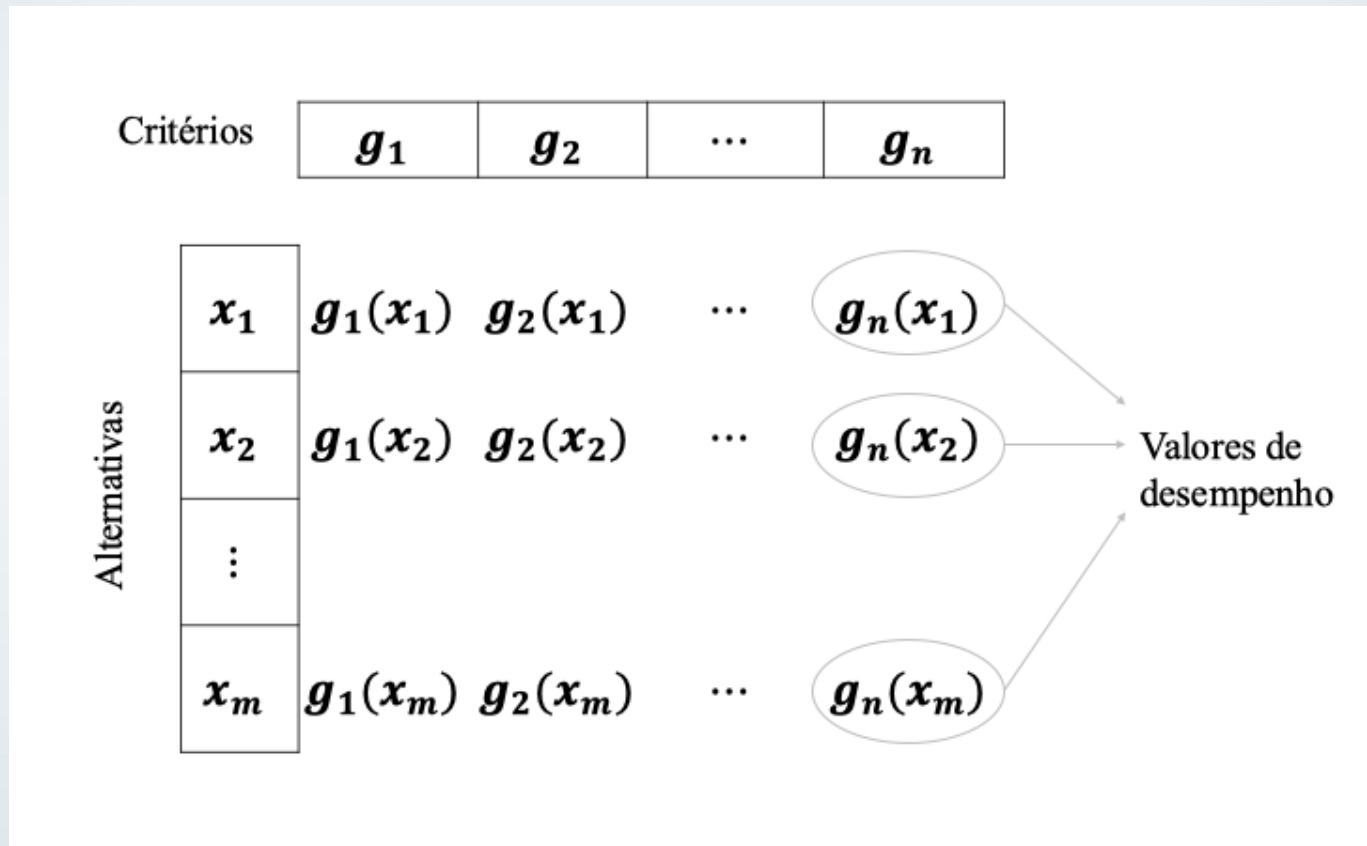 Critérios g₁ g₂ ⋯ gₙ
x₁ g₁(x₁) g₂(x₁) ⋯ gₙ(x₁)
x₂ g₁(x₂) g₂(x₂) ⋯ gₙ(x₂)
Alternativas
Valores de
desempenho
⋮
xₘ g₁(xₘ) g₂(xₘ) ⋯ gₙ(xₘ)